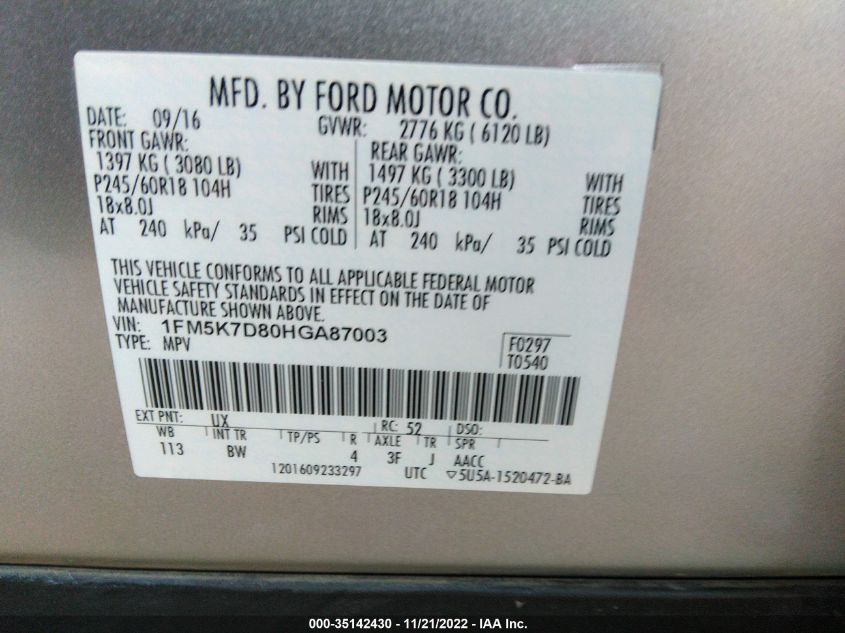 MFD. BY FORD MOTOR CO.
DATE: 09/16 GVWR: 2776 KG ( 6120 LB)
FRONT GAWR: REAR GAWR:
1397 KG ( 3080 LB) WITH 1497 KG ( 3300 LB) WITH
P245/60R18 104H TIRES P245/60R18 104H TIRES
18x8.0J RIMS 18x8.0J RIMS
AT 240 kPa/ 35 PSI COLD AT 240 kPa/ 35 PSI COLD
THIS VEHICLE CONFORMS TO ALL APPLICABLE FEDERAL MOTOR
VEHICLE SAFETY STANDARDS IN EFFECT ON THE DATE OF
MANUFACTURE SHOWN ABOVE.
VIN: 1FM5K7D80HGA87003
TYPE: MPV F0297
T0540
EXT PNT: UX RC: 52 DSO:
WB INT TR TP/PS R AXLE TR SPR
113 BW 4 3F J AACC
1201609233297 UTC ▽5U5A-1520472-BA
000-35142430 - 11/21/2022 - IAA Inc.